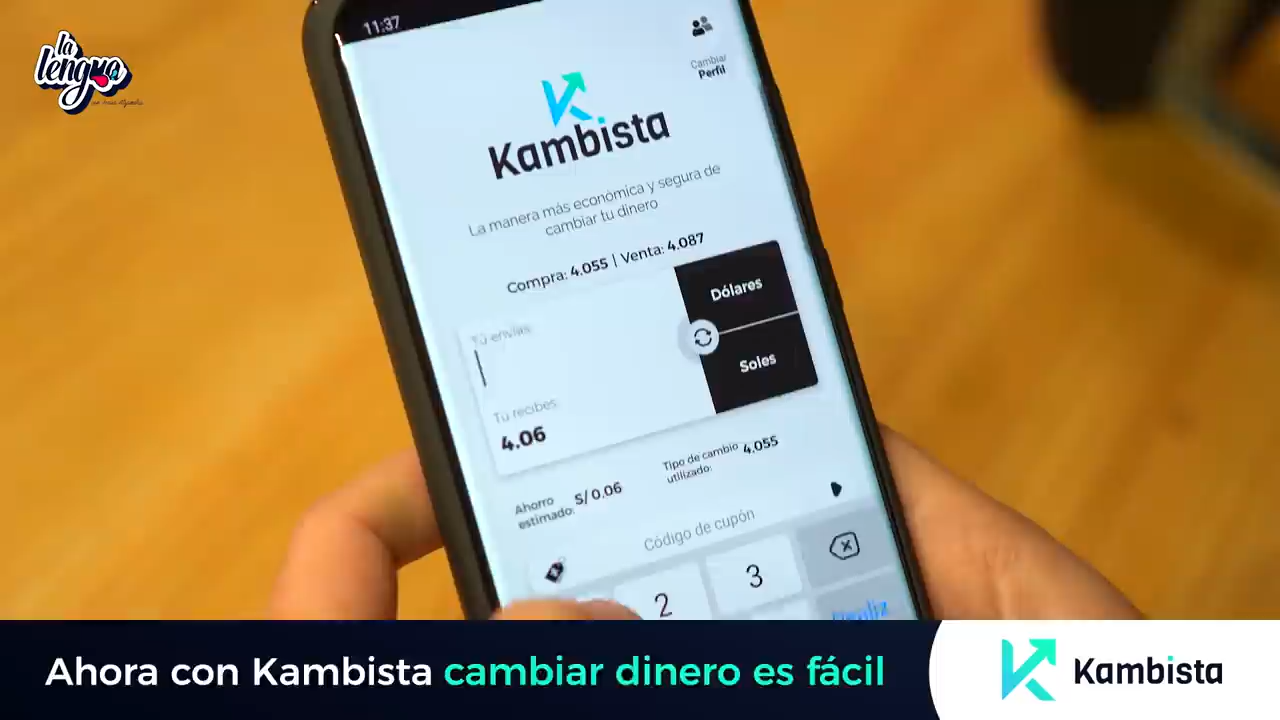 la
lengua
11:37
Cambiar
Perfil
Kambista
La manera más económica y segura de
cambiar tu dinero
Compra: 4.055 | Venta: 4.087
Tú envías
Dólares
Soles
Tú recibes
4.06
Ahorro
estimado: S/ 0.06
Tipo de cambio
utilizado: 4.055
Código de cupón
2
3
Ahora con Kambista cambiar dinero es fácil
Kambista